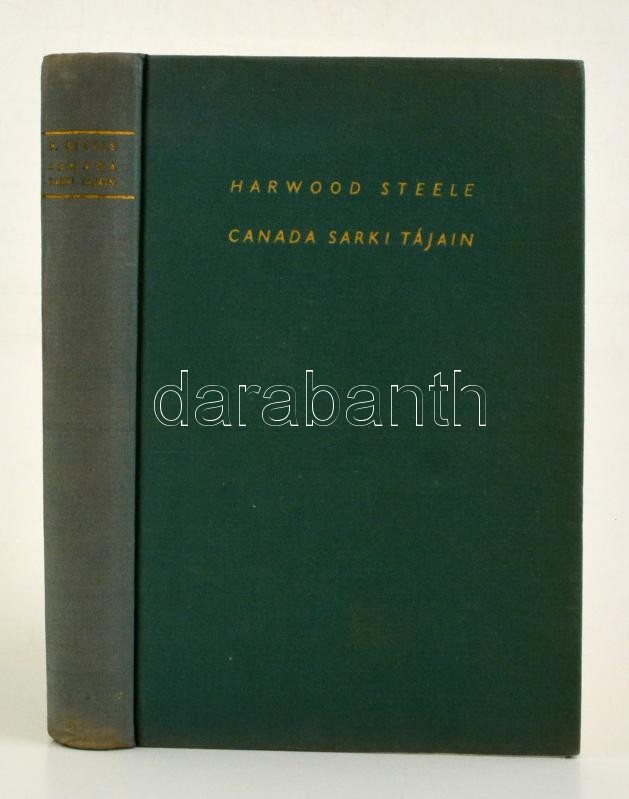 H. STEELE
CANADA
SARKI TÁJAIN
HARWOOD STEELE
CANADA SARKI TÁJAIN
darabanth